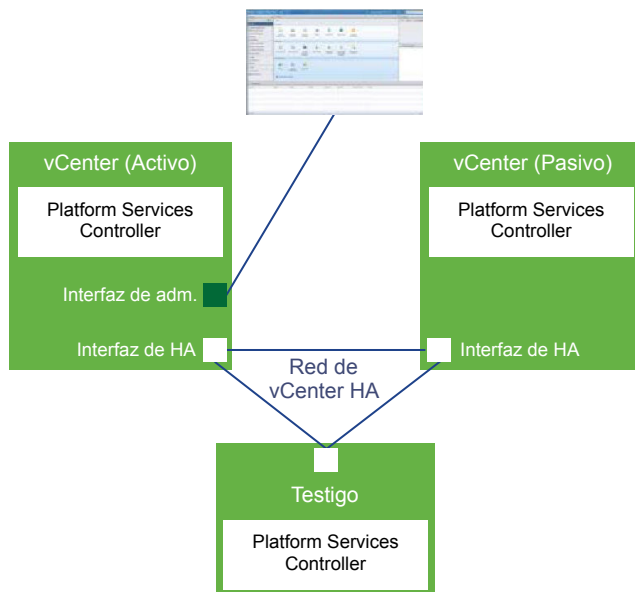 vCenter (Activo)
Platform Services
Controller
Interfaz de adm.
Interfaz de HA
vCenter (Pasivo)
Platform Services
Controller
Interfaz de HA
Red de
vCenter HA
Testigo
Platform Services
Controller